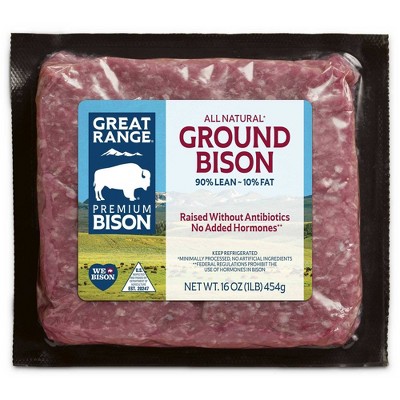 GREAT
RANGE®
PREMIUM
BISON
ALL NATURAL*
GROUND
BISON
90% LEAN - 10% FAT
Raised Without Antibiotics
No Added Hormones**
KEEP REFRIGERATED
*MINIMALLY PROCESSED, NO ARTIFICIAL INGREDIENTS
**FEDERAL REGULATIONS PROHIBIT THE
USE OF HORMONES IN BISON
WE
BISON
U.S.
EST. 20247
NET WT. 16 OZ (1LB) 454g